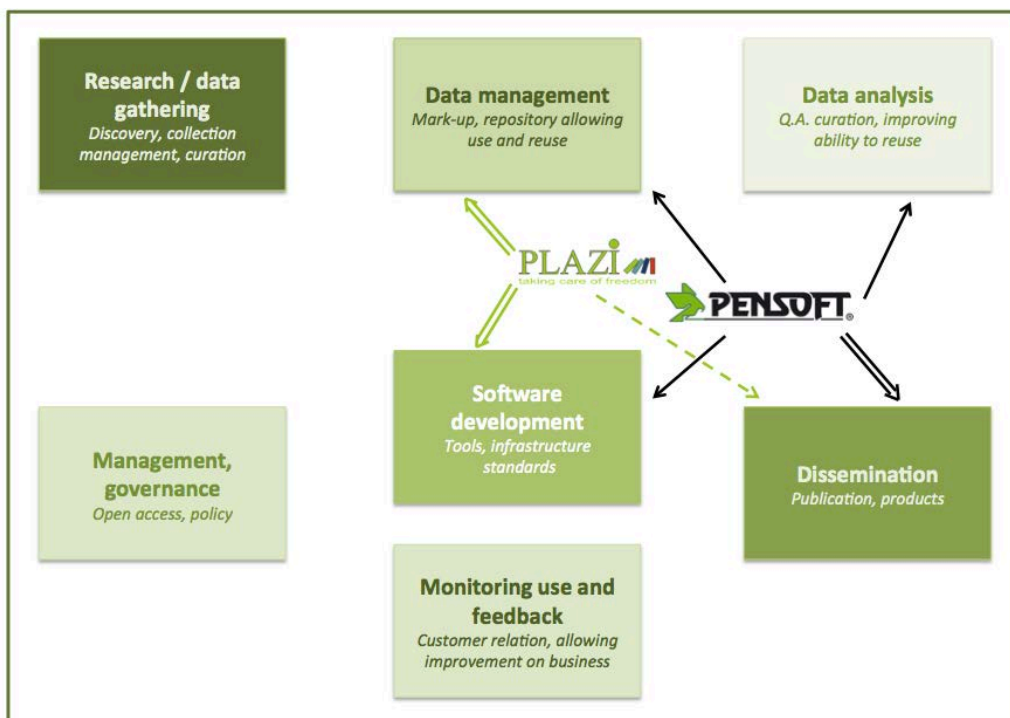 Research / data
gathering
Discovery, collection
management, curation
Data management
Mark-up, repository allowing
use and reuse
Data analysis
Q.A. curation, improving
ability to reuse
PLAZi
taking care of freedom
PENSOFT®
Software
development
Tools, infrastructure
standards
Management,
governance
Open access, policy
Dissemination
Publication, products
Monitoring use and
feedback
Customer relation, allowing
improvement on business